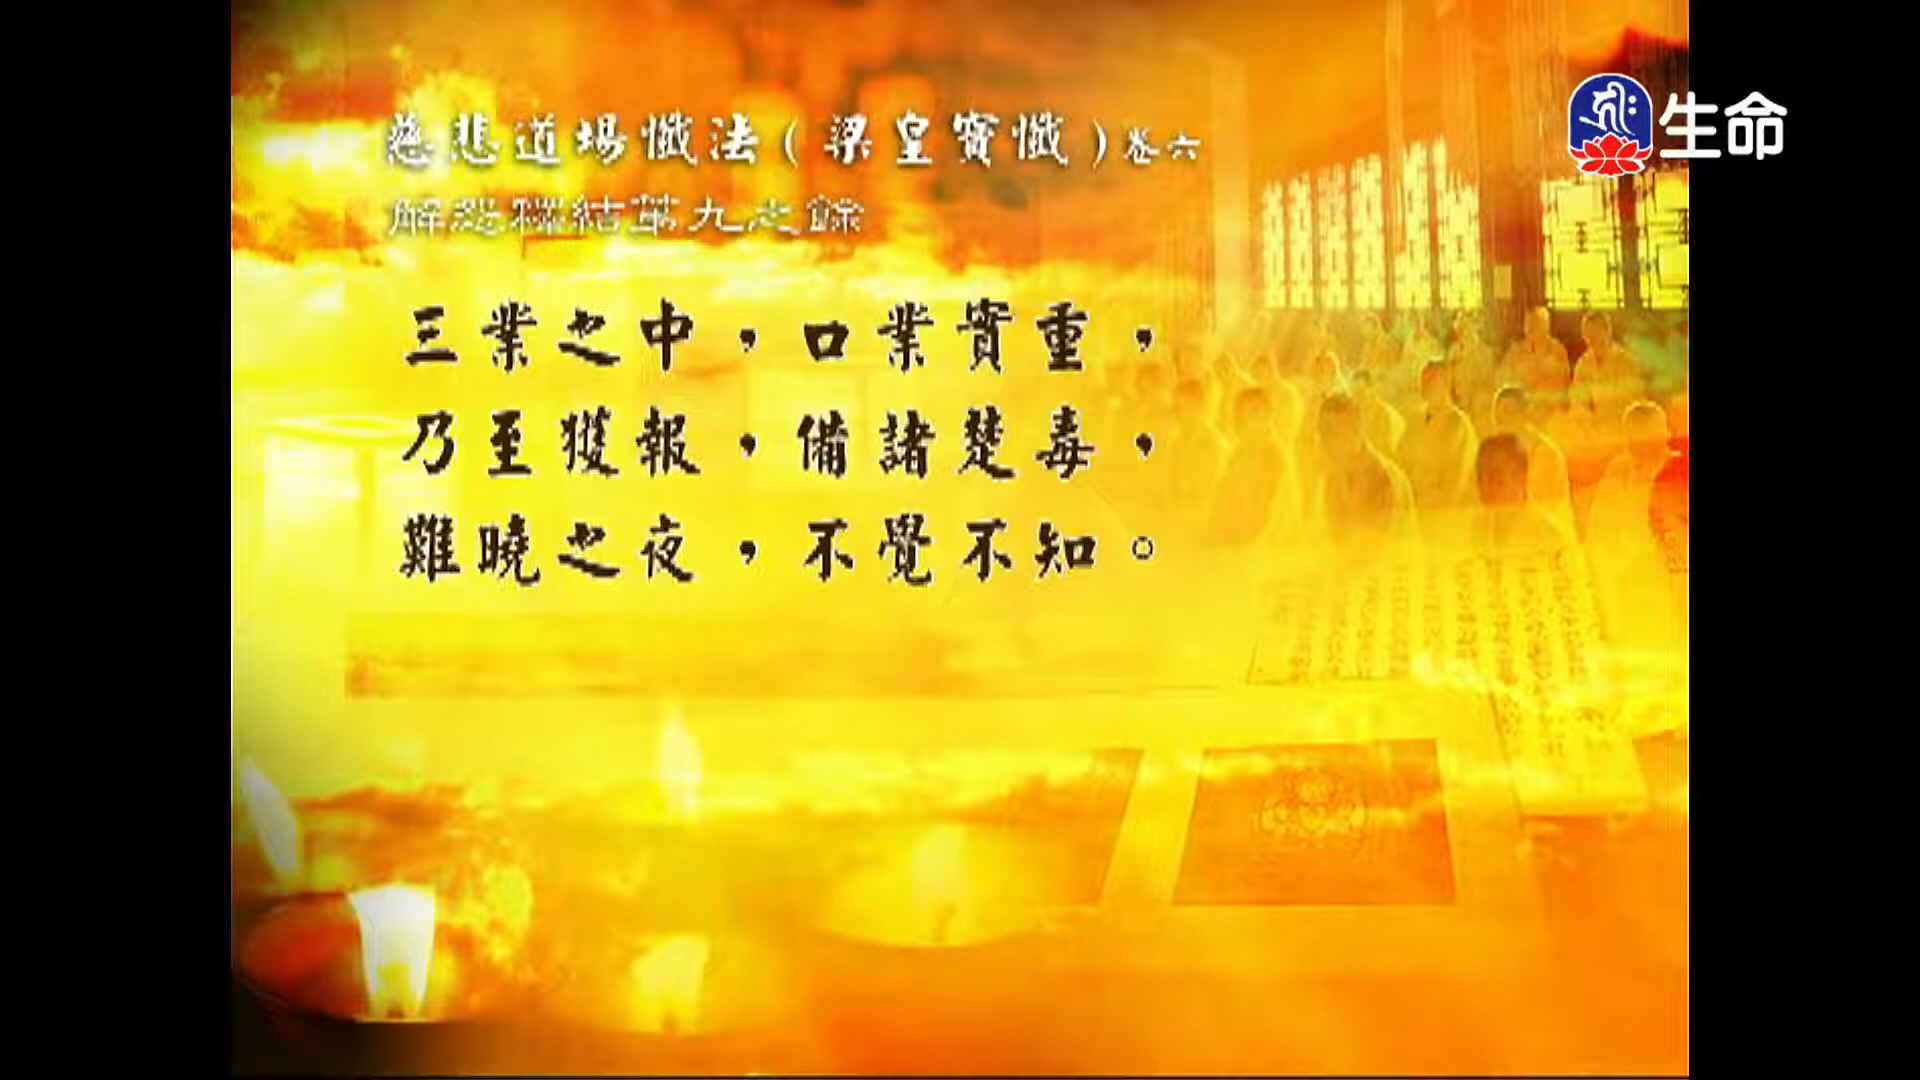 慈悲道場懺法(梁皇寶懺)卷六
生命
解怨釋結第九之餘
三業之中，口業實重，
乃至獲報，備諸楚毒，
難曉之夜，不覺不知。